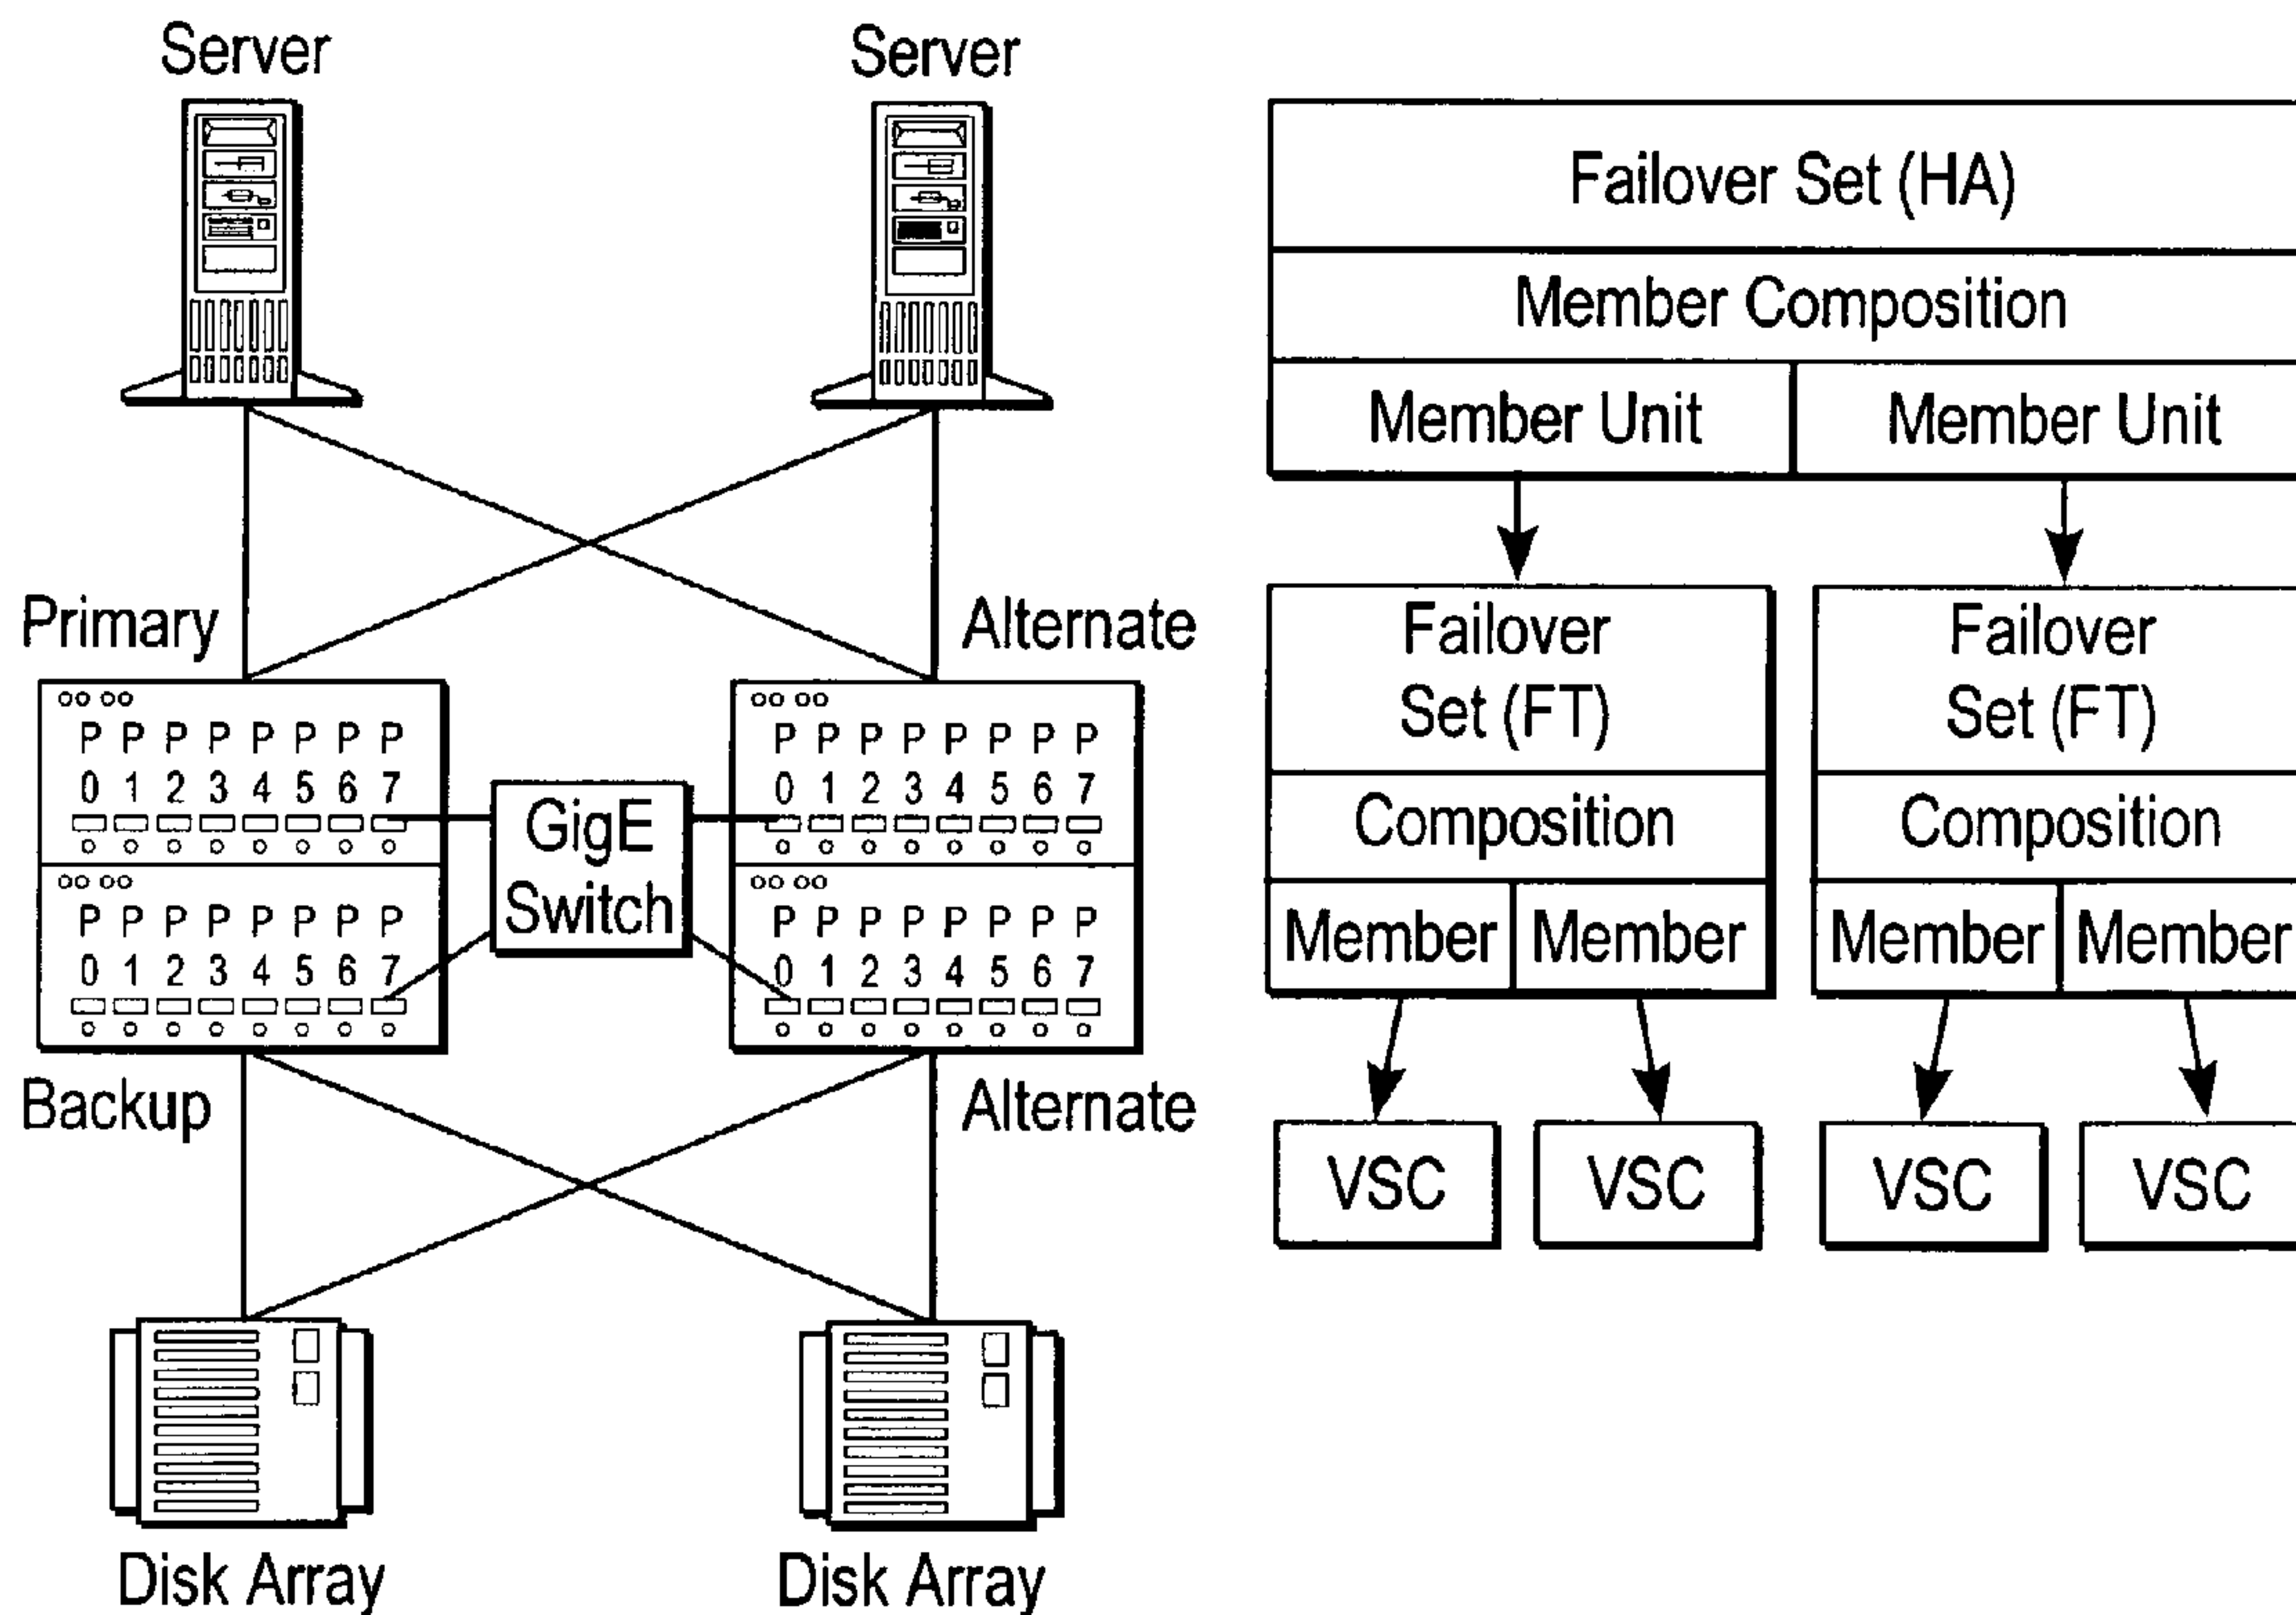 Server
Server
Primary
Alternate
P P P P P P P P
0 1 2 3 4 5 6 7
P P P P P P P P
0 1 2 3 4 5 6 7
P P P P P P P P
0 1 2 3 4 5 6 7
P P P P P P P P
0 1 2 3 4 5 6 7
GigE
Switch
Backup
Alternate
Disk Array
Disk Array
Failover Set (HA)
Member Composition
Member Unit
Member Unit
Failover
Set (FT)
Composition
Member
Member
Failover
Set (FT)
Composition
Member
Member
VSC
VSC
VSC
VSC